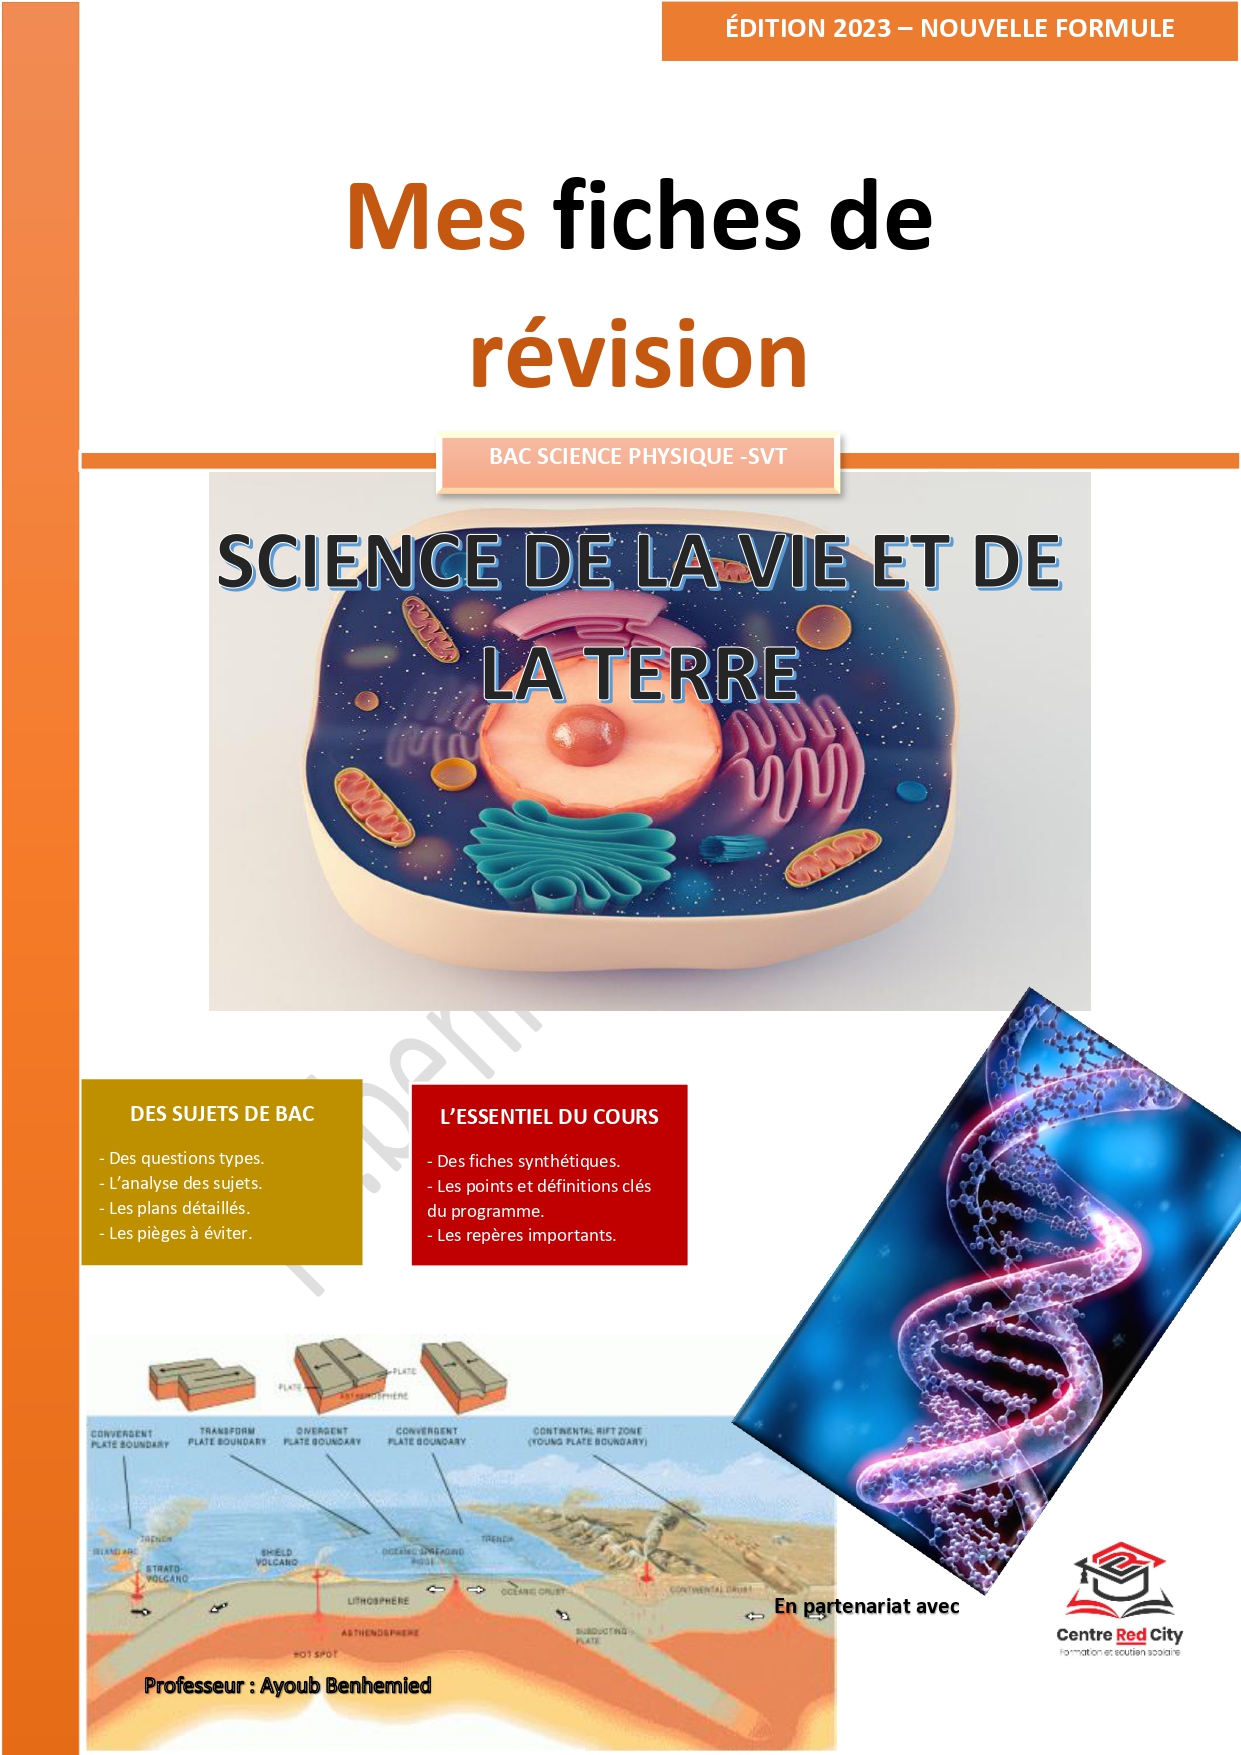 ÉDITION 2023 – NOUVELLE FORMULE
Mes fiches de
révision
BAC SCIENCE PHYSIQUE -SVT
SCIENCE DE LA VIE ET DE
LA TERRE
DES SUJETS DE BAC
- Des questions types.
- L’analyse des sujets.
- Les plans détaillés.
- Les pièges à éviter.
L’ESSENTIEL DU COURS
- Des fiches synthétiques.
- Les points et définitions clés
du programme.
- Les repères importants.
PLATE
PLATE
ASTHENOSPHERE
CONVERGENT
PLATE BOUNDARY
TRANSFORM
PLATE BOUNDARY
DIVERGENT
PLATE BOUNDARY
CONVERGENT
PLATE BOUNDARY
CONTINENTAL RIFT ZONE
(YOUNG PLATE BOUNDARY)
TRENCH
ISLAND ARC
STRATO-
VOLCANO
SHIELD
VOLCANO
OCEANIC SPREADING
RIDGE
TRENCH
OCEANIC CRUST
CONTINENTAL CRUST
LITHOSPHERE
ASTHENOSPHERE
HOT SPOT
SUBDUCTING
PLATE
En partenariat avec
Centre Red City
Formation et soutien scolaire
Professeur : Ayoub Benhemied